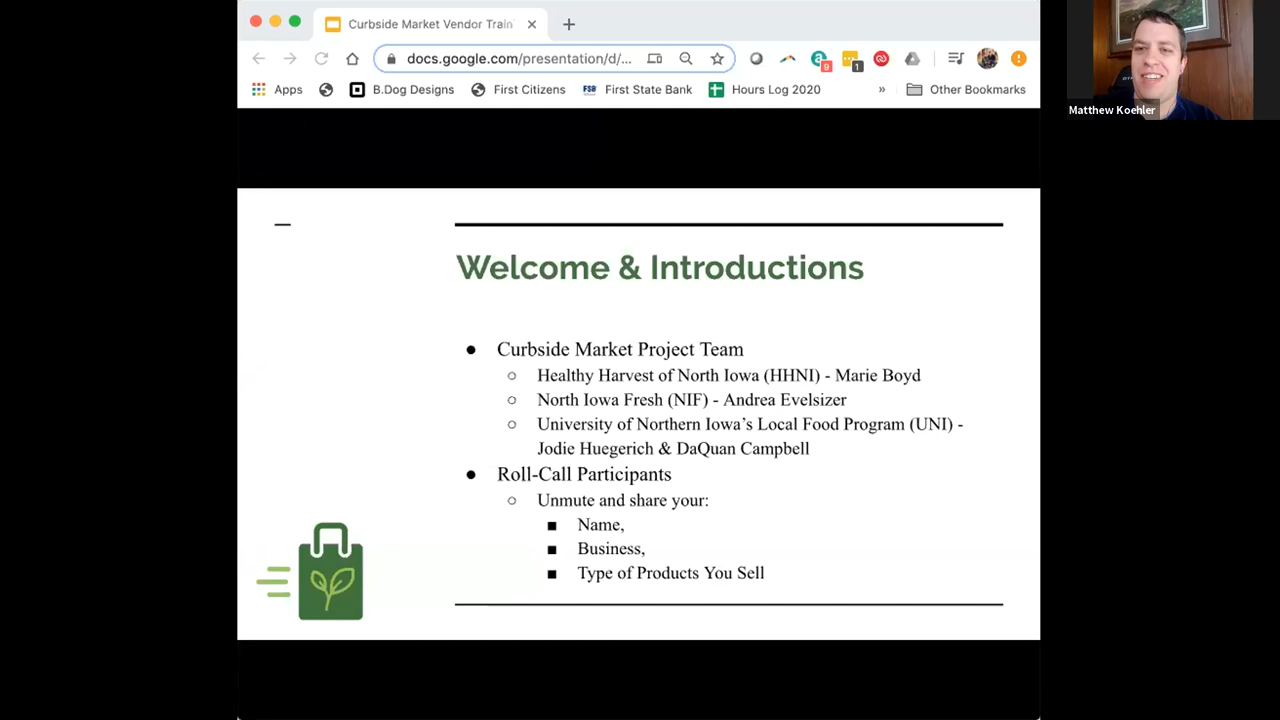 Curbside Market Vendor Train
docs.google.com/presentation/d/...
9
1
Apps
B.Dog Designs
First Citizens
FSB
First State Bank
Hours Log 2020
»
Other Bookmarks
Matthew Koehler
Welcome & Introductions
● Curbside Market Project Team
○ Healthy Harvest of North Iowa (HHNI) - Marie Boyd
○ North Iowa Fresh (NIF) - Andrea Evelsizer
○ University of Northern Iowa’s Local Food Program (UNI) -
Jodie Huegerich & DaQuan Campbell
● Roll-Call Participants
○ Unmute and share your:
■ Name,
■ Business,
■ Type of Products You Sell